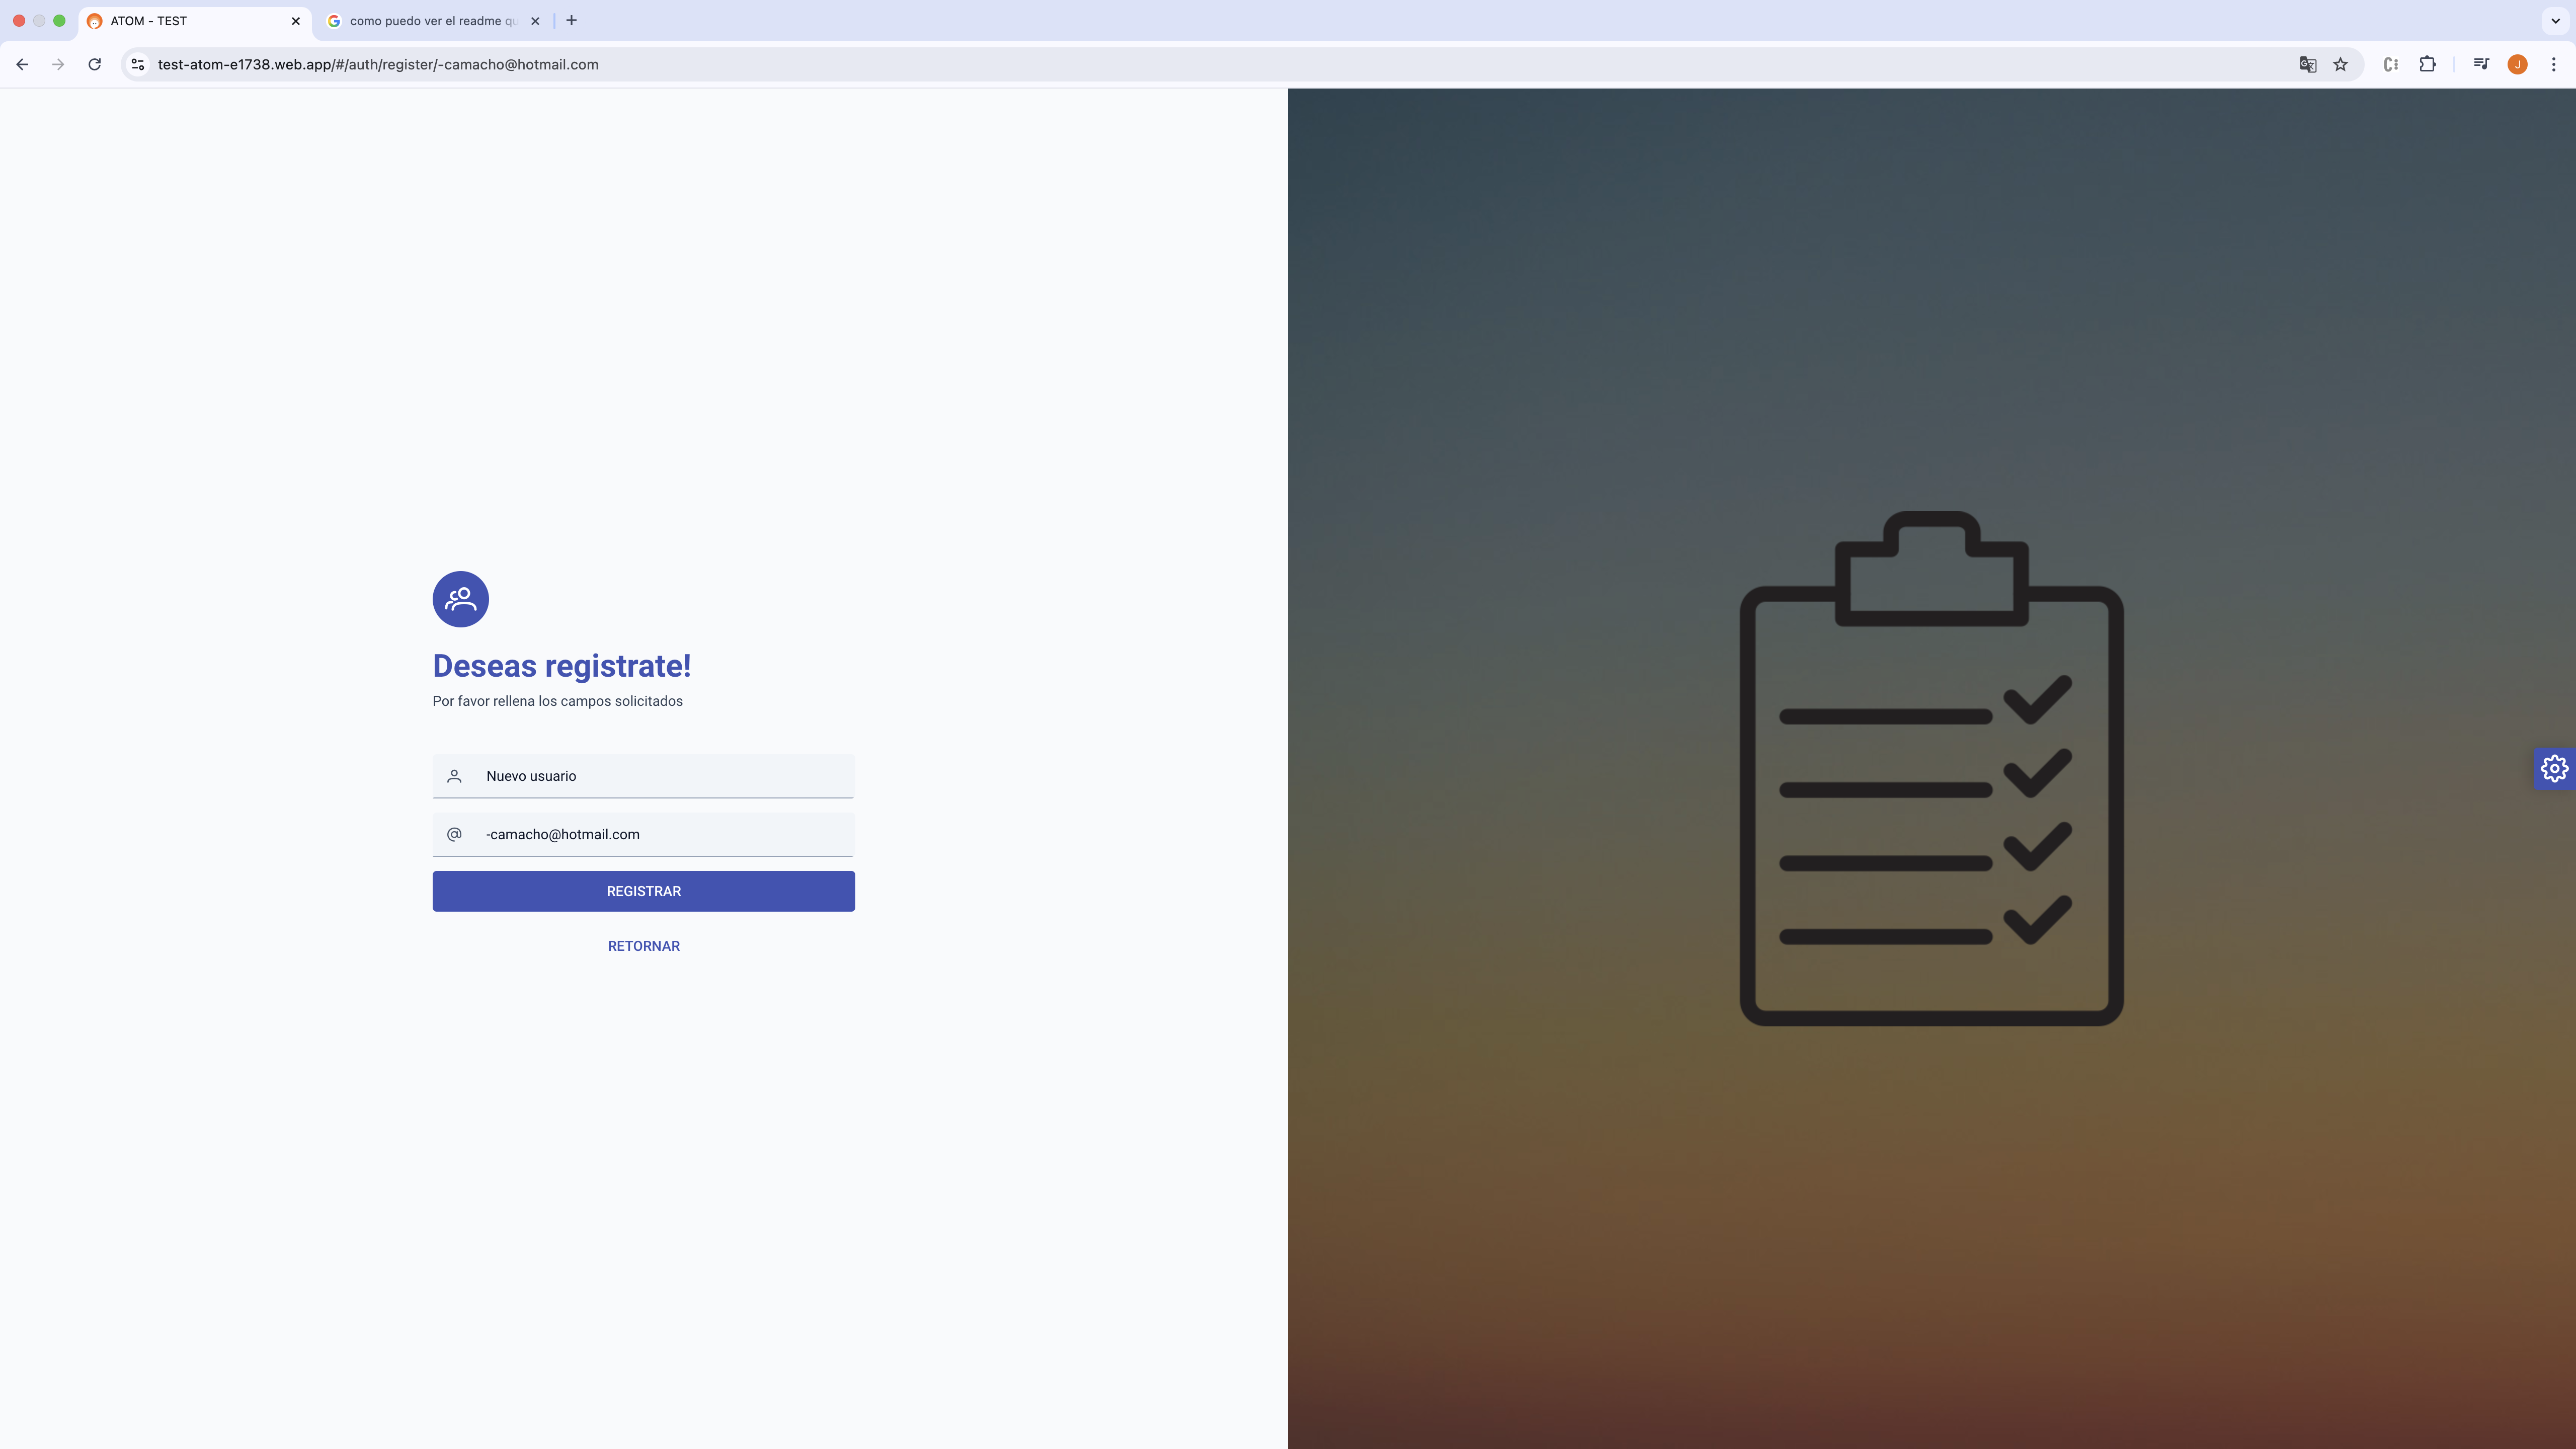 ATOM - TEST
como puedo ver el readme qu
test-atom-e1738.web.app/#/auth/register/-camacho@hotmail.com
J
Deseas registrate!
Por favor rellena los campos solicitados
Nuevo usuario
-camacho@hotmail.com
REGISTRAR
RETORNAR